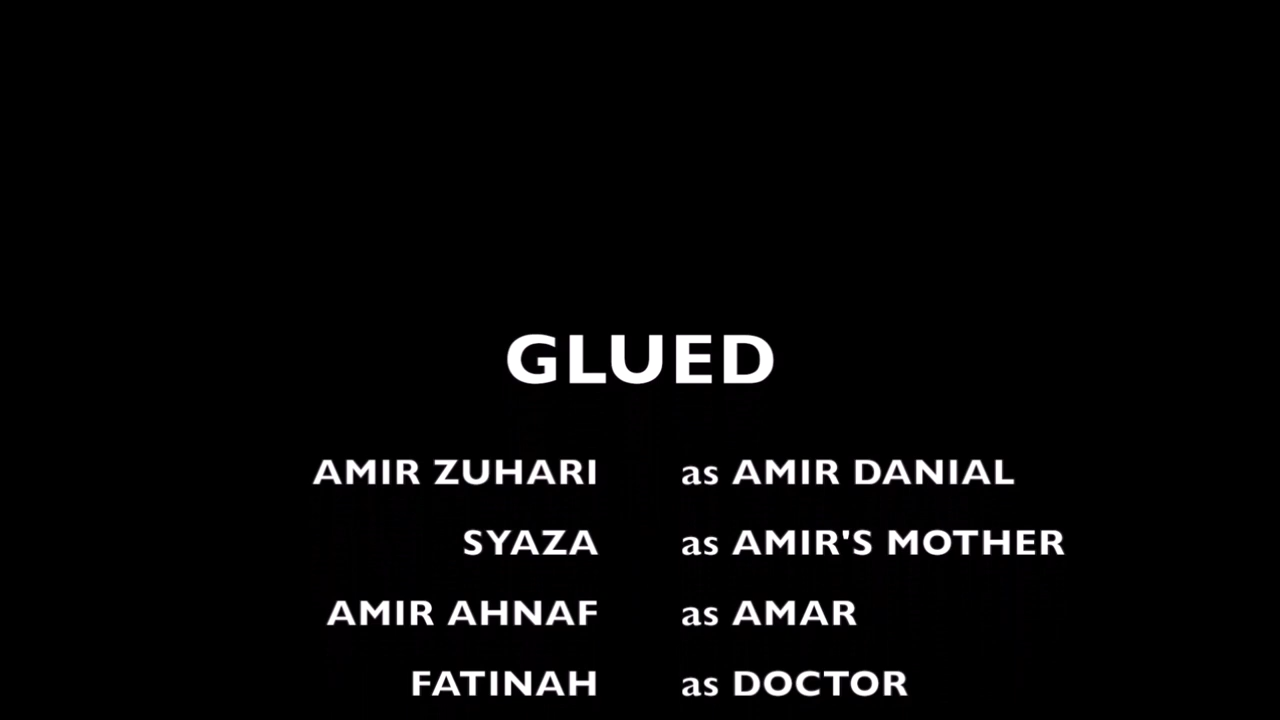 GLUED
AMIR ZUHARI as AMIR DANIAL
SYAZA as AMIR'S MOTHER
AMIR AHNAF as AMAR
FATINAH as DOCTOR